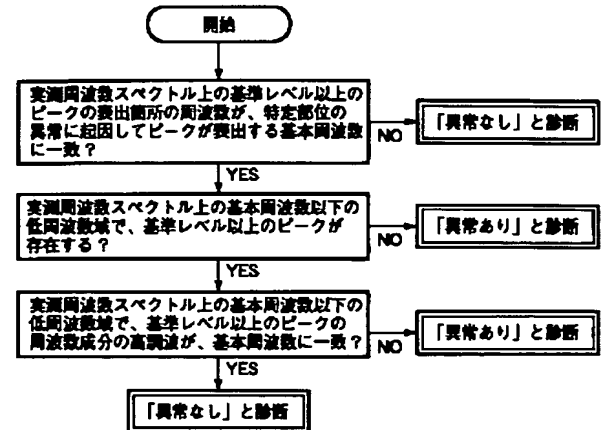 開始
実測周波数スペクトル上の基準レベル以上の
ピークの表出箇所の周波数が、特定部位の
異常に起因してピークが表出する基本周波数
に一致?
NO
「異常なし」と診断
YES
実測周波数スペクトル上の基本周波数以下の
低周波数域で、基準レベル以上のピークが
存在する?
NO
「異常あり」と診断
YES
実測周波数スペクトル上の基本周波数以下の
低周波数域で、基準レベル以上のピークの
周波数成分の高調波が、基本周波数に一致?
NO
「異常あり」と診断
YES
「異常なし」と診断